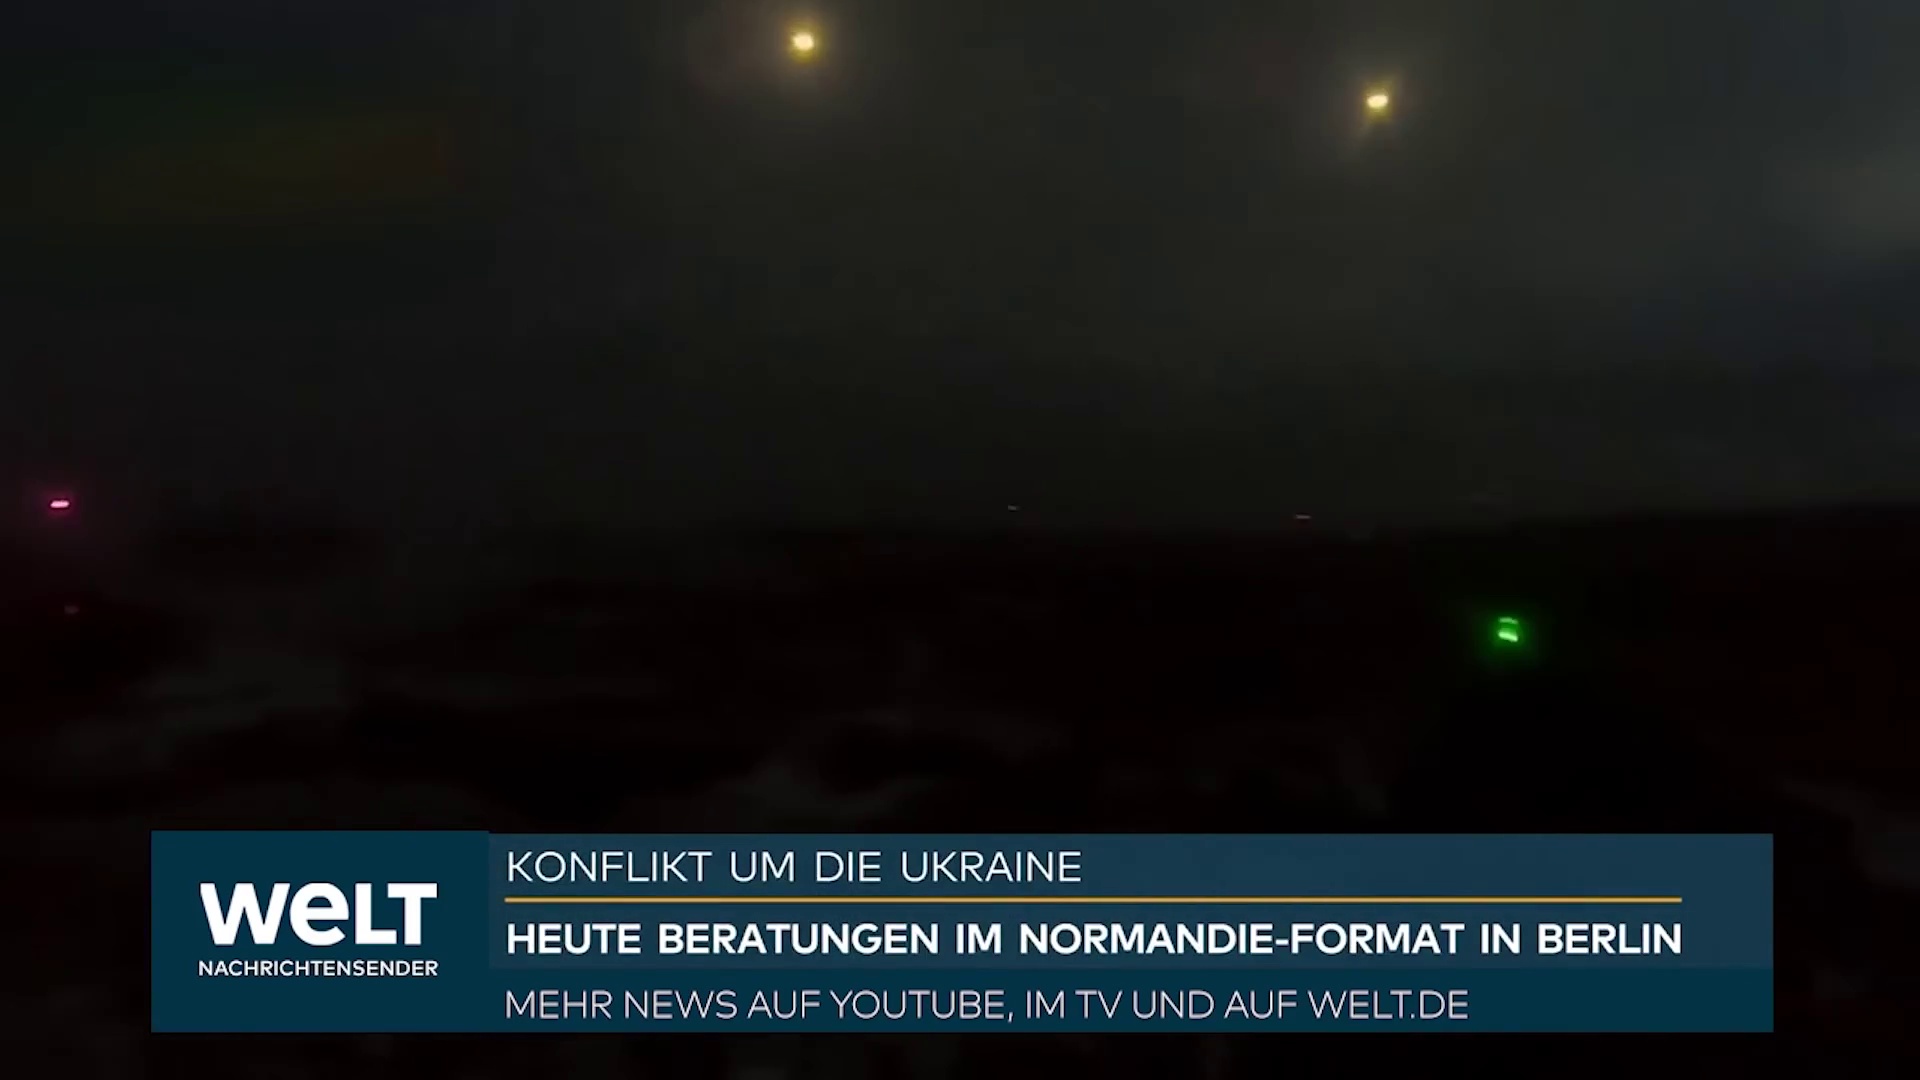 KONFLIKT UM DIE UKRAINE
WELT
NACHRICHTENSENDER
HEUTE BERATUNGEN IM NORMANDIE-FORMAT IN BERLIN
MEHR NEWS AUF YOUTUBE, IM TV UND AUF WELT.DE